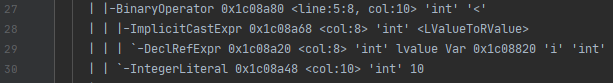 27 | |-BinaryOperator 0x1c08a80 <line:5:8, col:10> 'int' '<'
28 | | |-ImplicitCastExpr 0x1c08a68 <col:8> 'int' <LValueToRValue>
29 | | | `-DeclRefExpr 0x1c08a20 <col:8> 'int' lvalue Var 0x1c08820 'i' 'int'
30 | | `-IntegerLiteral 0x1c08a48 <col:10> 'int' 10